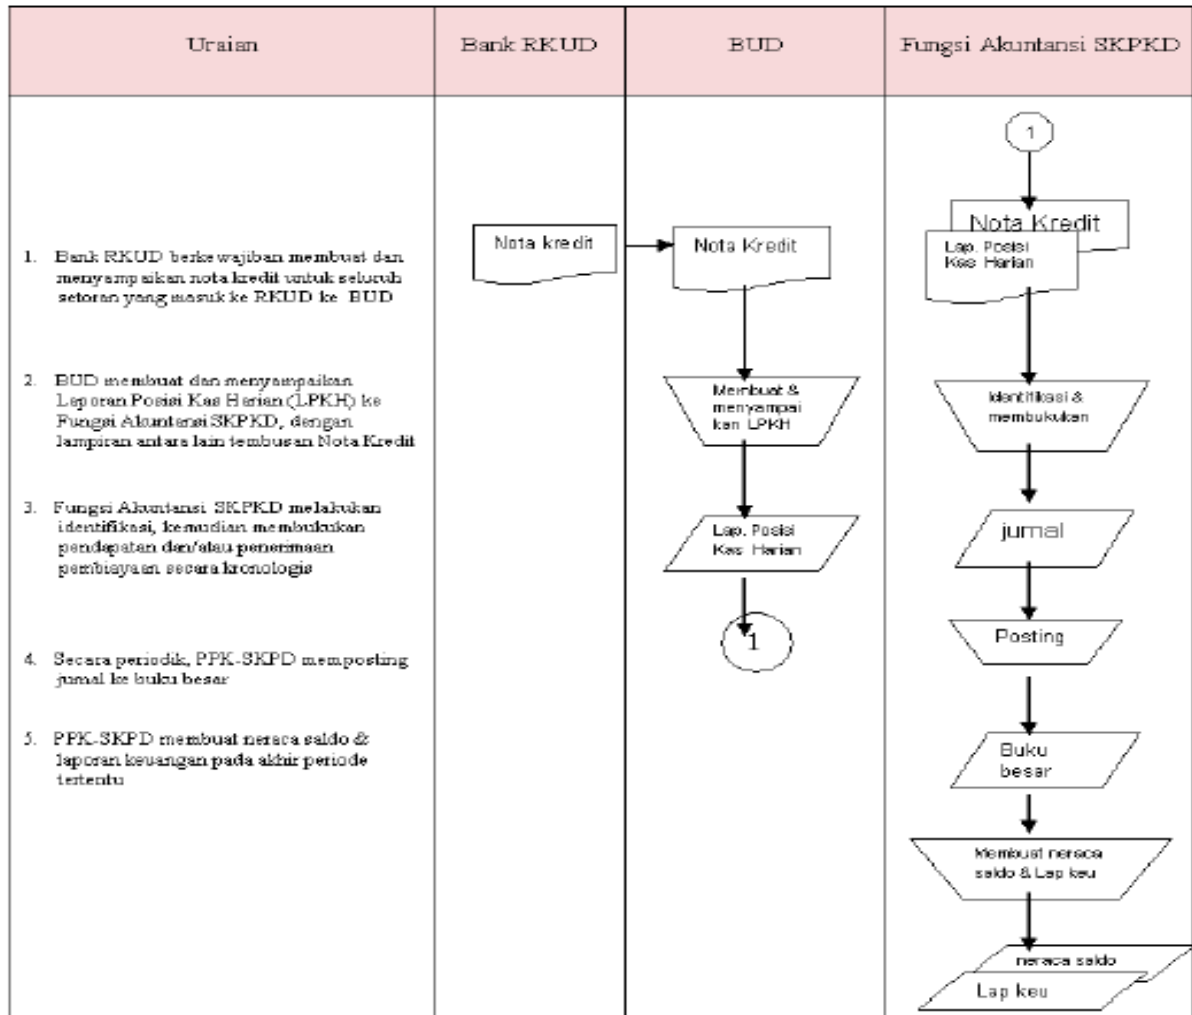 Uraian
Bank RKUD
BUD
Fungsi Akuntansi SKPKD
1. Bank RKUD berkewajiban membuat dan
menyampaikan nota kredit untuk seluruh
setoran yang masuk ke RKUD ke BUD
2. BUD membuat dan menyampaikan
Laporan Posisi Kas Harian (LPKH) ke
Fungsi Akuntansi SKPKD, dengan
lampiran antara lain tembusan Nota Kredit
3. Fungsi Akuntansi SKPKD melakukan
identifikasi, kemudian membukukan
pendapatan dan/atau penerimaan
pembiayaan secara kronologis
4. Secara periodik, PPK-SKPD memposting
jurnal ke buku besar
5. PPK-SKPD membuat neraca saldo &
laporan keuangan pada akhir periode
tertentu
Nota kredit
Nota Kredit
Membuat &
menyampai
kan LPKH
Lap. Posisi
Kas Harian
1
1
Nota Kredit
Lap. Posisi
Kas Harian
Identifikasi &
membukukan
jurnal
Posting
Buku
besar
Membuat neraca
saldo & Lap keu
neraca saldo
Lap keu